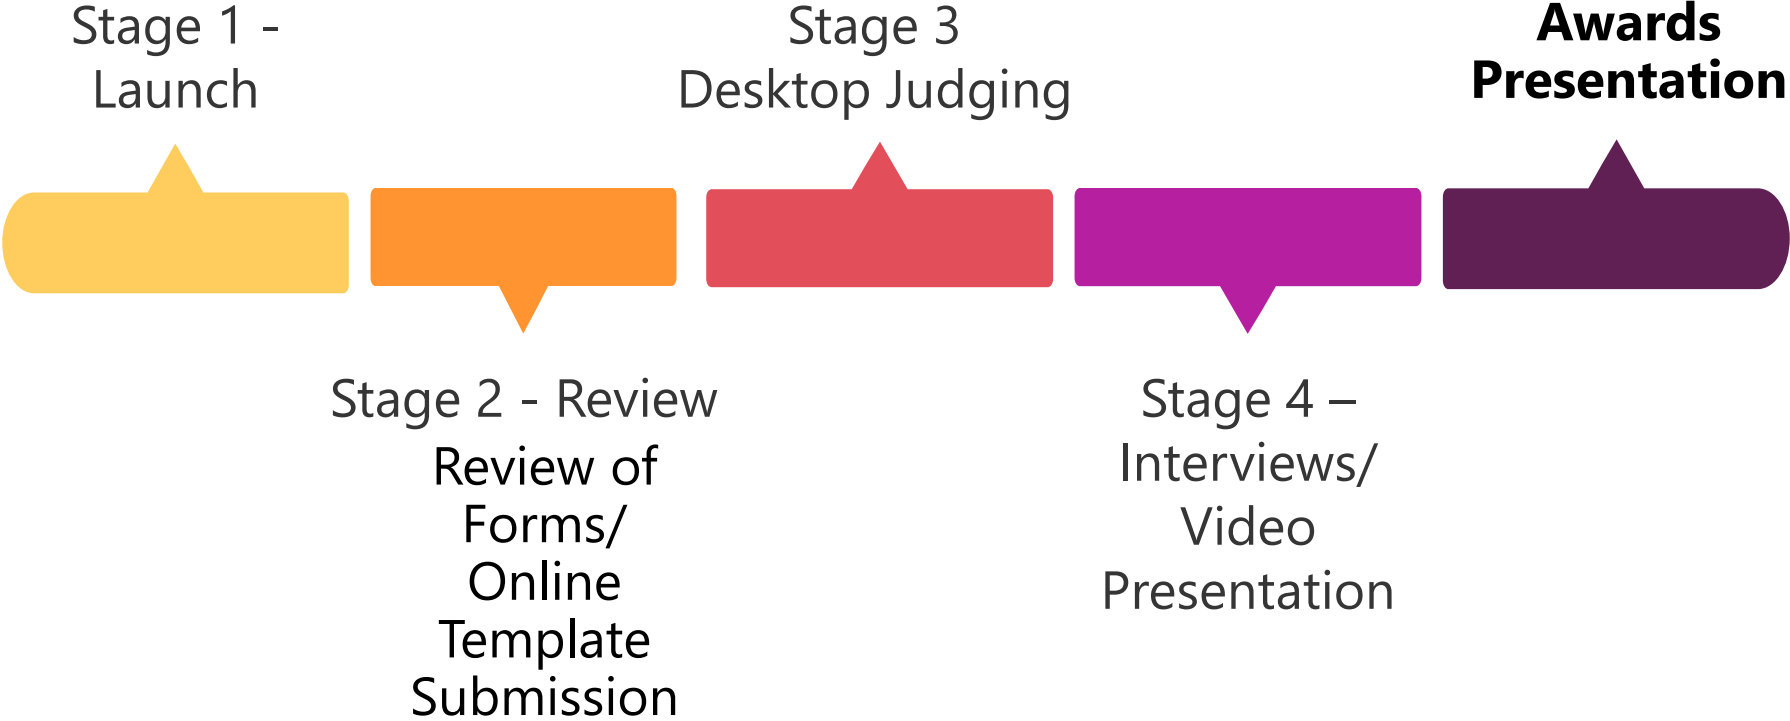 Stage 1 -
Launch
Stage 2 - Review
Review of
Forms/
Online
Template
Submission
Stage 3
Desktop Judging
Stage 4 –
Interviews/
Video
Presentation
Awards
Presentation